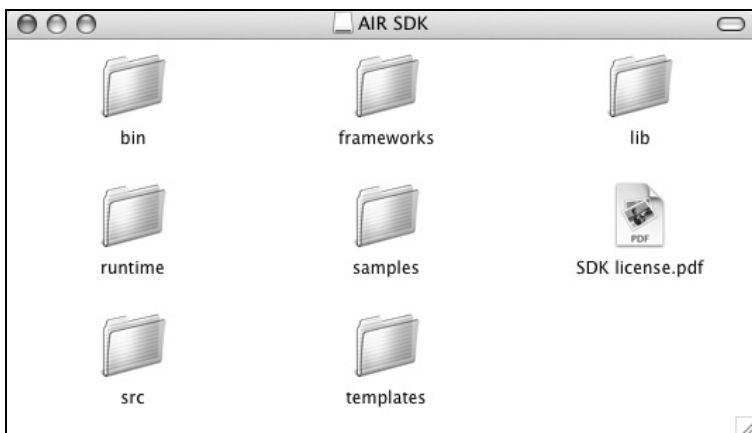 AIR SDK
bin
frameworks
lib
runtime
samples
PDF
SDK license.pdf
src
templates